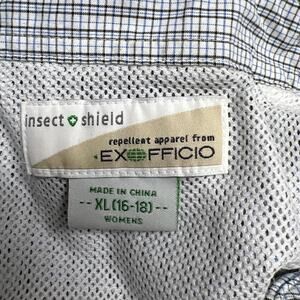 insect shield
repellent apparel from
EXOFFICIO
MADE IN CHINA
-- XL(16-18) --
WOMENS